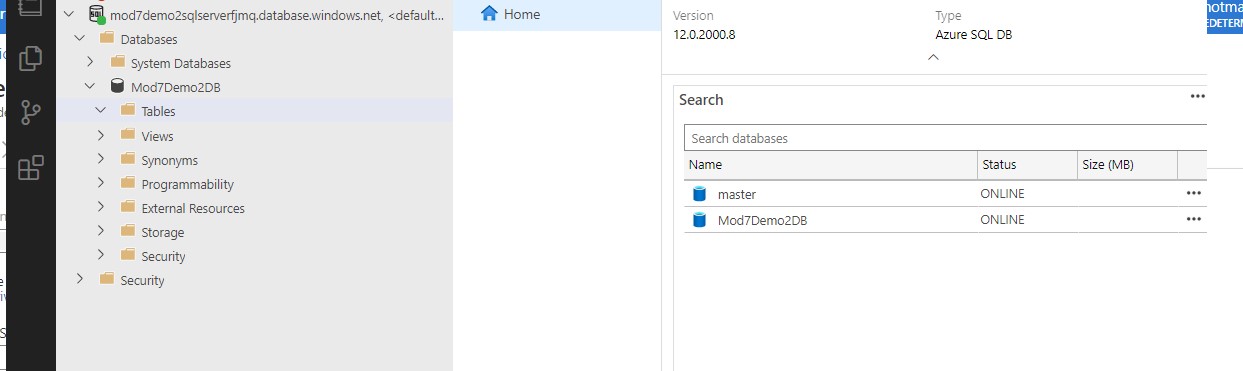 mod7demo2sqlserverfjmq.database.windows.net, <default...
Databases
System Databases
Mod7Demo2DB
Tables
Views
Synonyms
Programmability
External Resources
Storage
Security
Security
Home
Version
12.0.2000.8
Type
Azure SQL DB
Search
Search databases
Name Status Size (MB)
master ONLINE
Mod7Demo2DB ONLINE